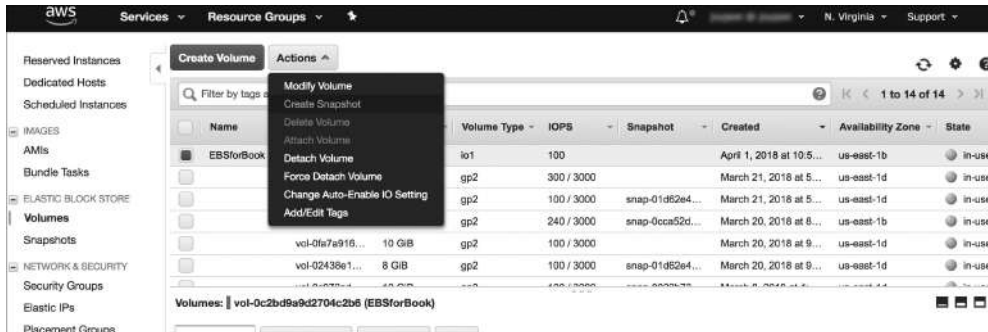 aws Services Resource Groups N. Virginia Support
Reserved Instances
Dedicated Hosts
Scheduled Instances
IMAGES
AMIs
Bundle Tasks
ELASTIC BLOCK STORE
Volumes
Snapshots
NETWORK & SECURITY
Security Groups
Elastic IPs
Placement Groups
Create Volume Actions
Filter by tags a 1 to 14 of 14
Modify Volume
Create Snapshot
Delete Volume
Attach Volume
Detach Volume
Force Detach Volume
Change Auto-Enable IO Setting
Add/Edit Tags
Name Volume Type IOPS Snapshot Created Availability Zone State
EBSforBook io1 100 April 1, 2018 at 10:5... us-east-1b in-use
gp2 300 / 3000 March 21, 2018 at 5... us-east-1d in-use
gp2 100 / 3000 snap-01d62e4... March 21, 2018 at 5... us-east-1d in-use
gp2 240 / 3000 snap-0cca52d... March 20, 2018 at 8... us-east-1b in-use
vol-0fa7a916... 10 GiB gp2 100 / 3000 March 20, 2018 at 9... us-east-1d in-use
vol-02438e1... 8 GiB gp2 100 / 3000 snap-01d62e4... March 20, 2018 at 9... us-east-1d in-use
Volumes: vol-0c2bd9a9d2704c2b6 (EBSforBook)